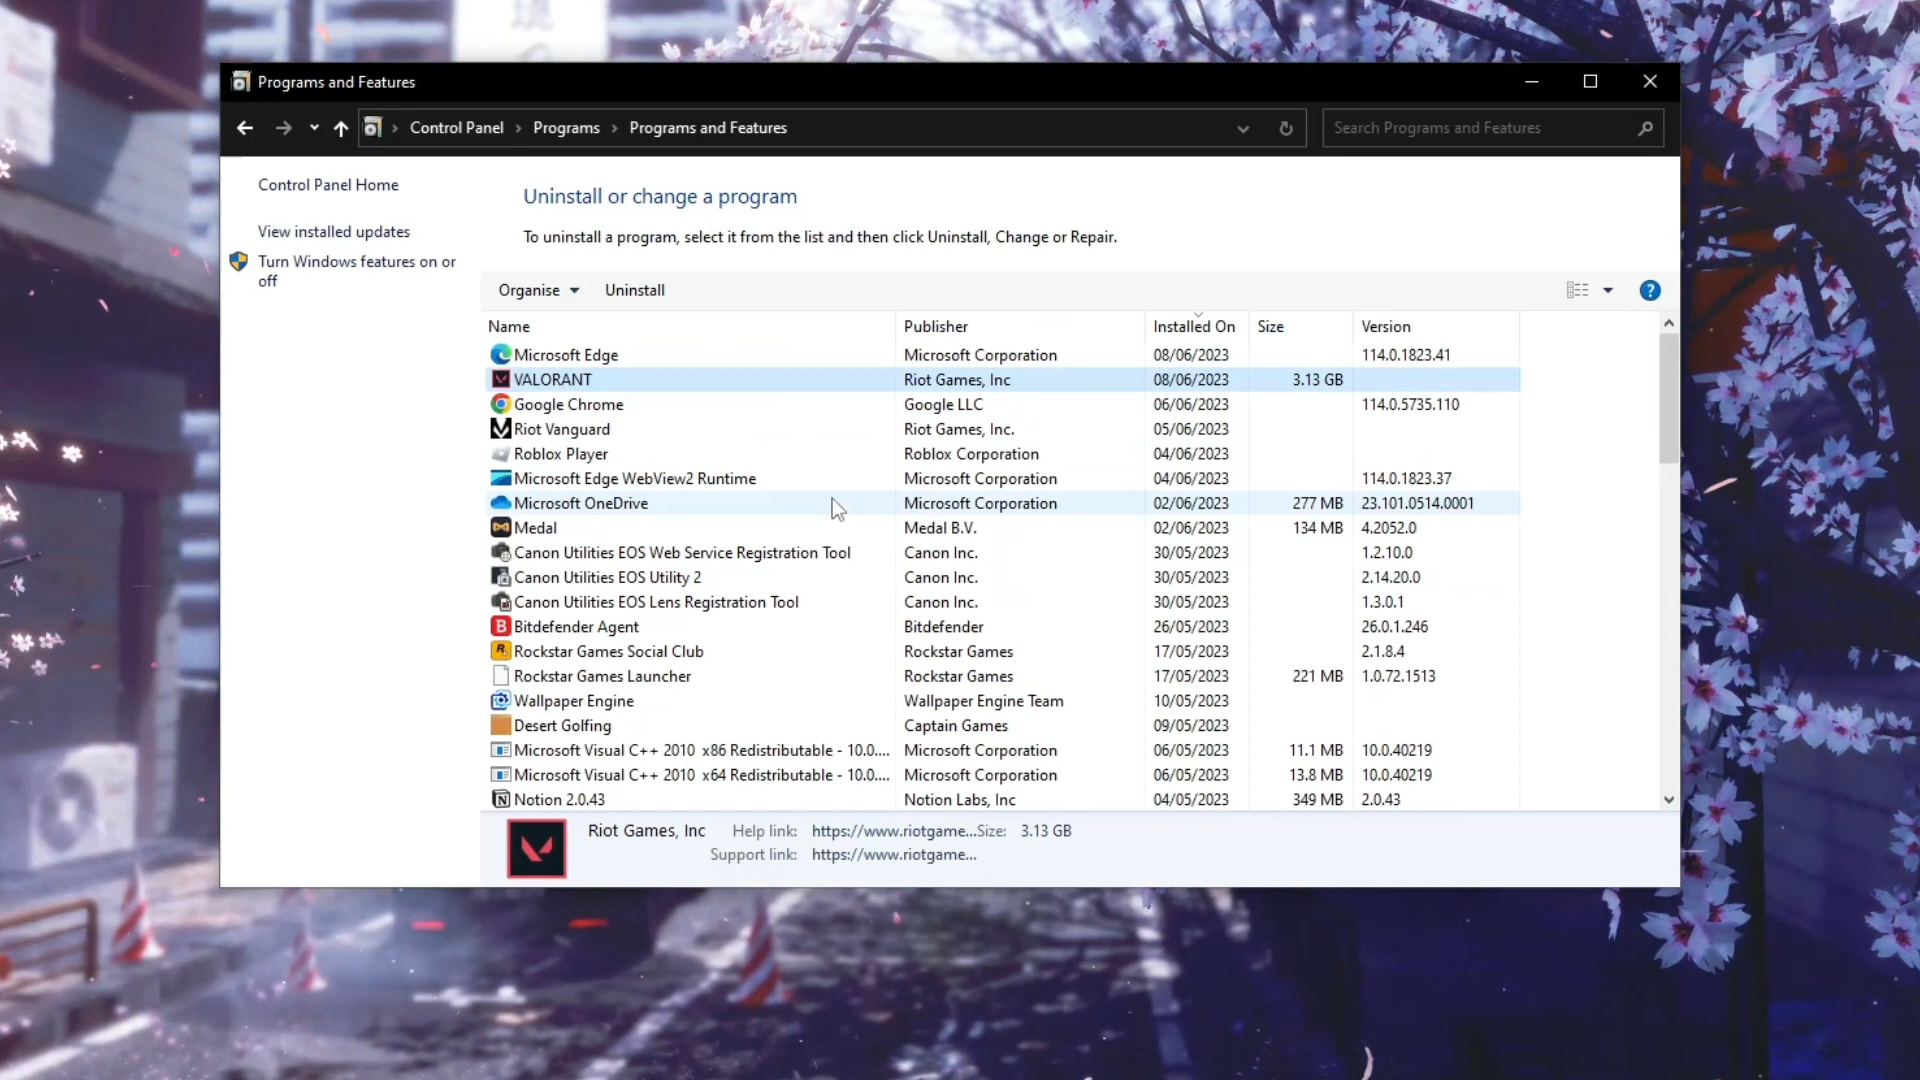 Programs and Features
Control Panel > Programs > Programs and Features
Search Programs and Features
Control Panel Home
View installed updates
Turn Windows features on or
off
Uninstall or change a program
To uninstall a program, select it from the list and then click Uninstall, Change or Repair.
Organise Uninstall ?
Name Publisher Installed On Size Version
Microsoft Edge Microsoft Corporation 08/06/2023 114.0.1823.41
VALORANT Riot Games, Inc 08/06/2023 3.13 GB
Google Chrome Google LLC 06/06/2023 114.0.5735.110
Riot Vanguard Riot Games, Inc. 05/06/2023
Roblox Player Roblox Corporation 04/06/2023
Microsoft Edge WebView2 Runtime Microsoft Corporation 04/06/2023 114.0.1823.37
Microsoft OneDrive Microsoft Corporation 02/06/2023 277 MB 23.101.0514.0001
Medal Medal B.V. 02/06/2023 134 MB 4.2052.0
Canon Utilities EOS Web Service Registration Tool Canon Inc. 30/05/2023 1.2.10.0
Canon Utilities EOS Utility 2 Canon Inc. 30/05/2023 2.14.20.0
Canon Utilities EOS Lens Registration Tool Canon Inc. 30/05/2023 1.3.0.1
B Bitdefender Agent Bitdefender 26/05/2023 26.0.1.246
Rockstar Games Social Club Rockstar Games 17/05/2023 2.1.8.4
Rockstar Games Launcher Rockstar Games 17/05/2023 221 MB 1.0.72.1513
Wallpaper Engine Wallpaper Engine Team 10/05/2023
Desert Golfing Captain Games 09/05/2023
Microsoft Visual C++ 2010 x86 Redistributable - 10.0.... Microsoft Corporation 06/05/2023 11.1 MB 10.0.40219
Microsoft Visual C++ 2010 x64 Redistributable - 10.0.... Microsoft Corporation 06/05/2023 13.8 MB 10.0.40219
Notion 2.0.43 Notion Labs, Inc 04/05/2023 349 MB 2.0.43
Riot Games, Inc Help link: https://www.riotgame... Size: 3.13 GB
Support link: https://www.riotgame...